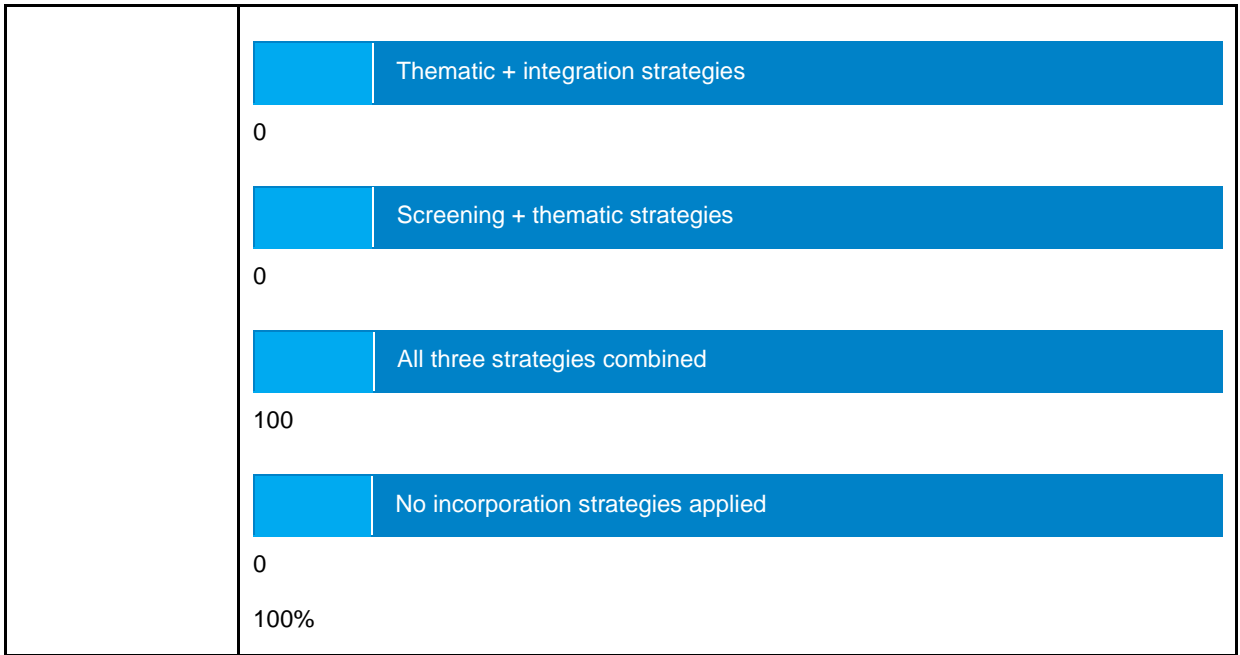 Thematic + integration strategies
0
Screening + thematic strategies
0
All three strategies combined
100
No incorporation strategies applied
0
100%